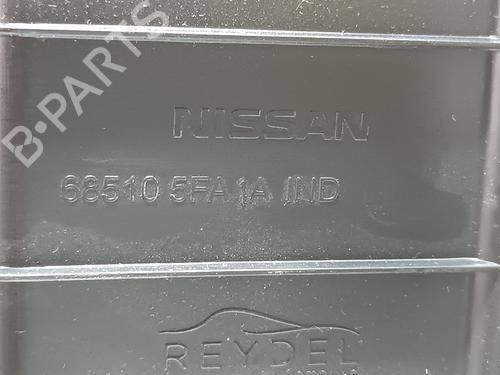 B-PARTS
NISSAN
68510 5FA1A IND
REYDEL